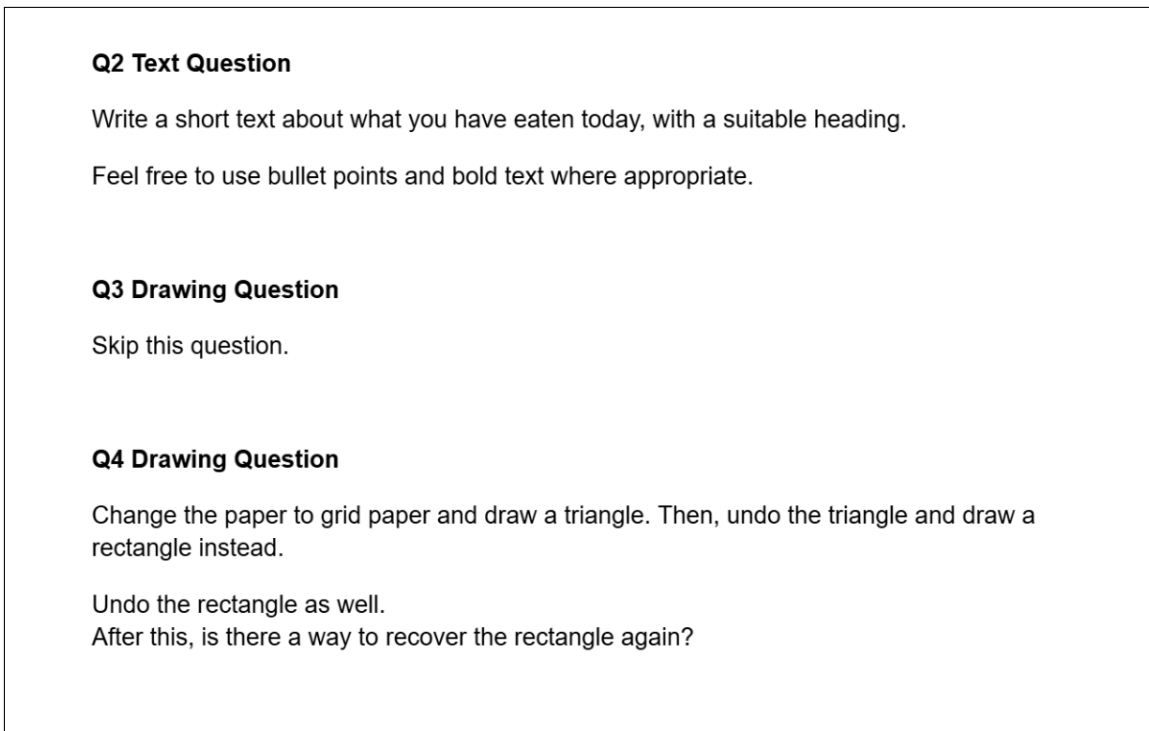 Q2 Text Question
Write a short text about what you have eaten today, with a suitable heading.
Feel free to use bullet points and bold text where appropriate.
Q3 Drawing Question
Skip this question.
Q4 Drawing Question
Change the paper to grid paper and draw a triangle. Then, undo the triangle and draw a
rectangle instead.
Undo the rectangle as well.
After this, is there a way to recover the rectangle again?